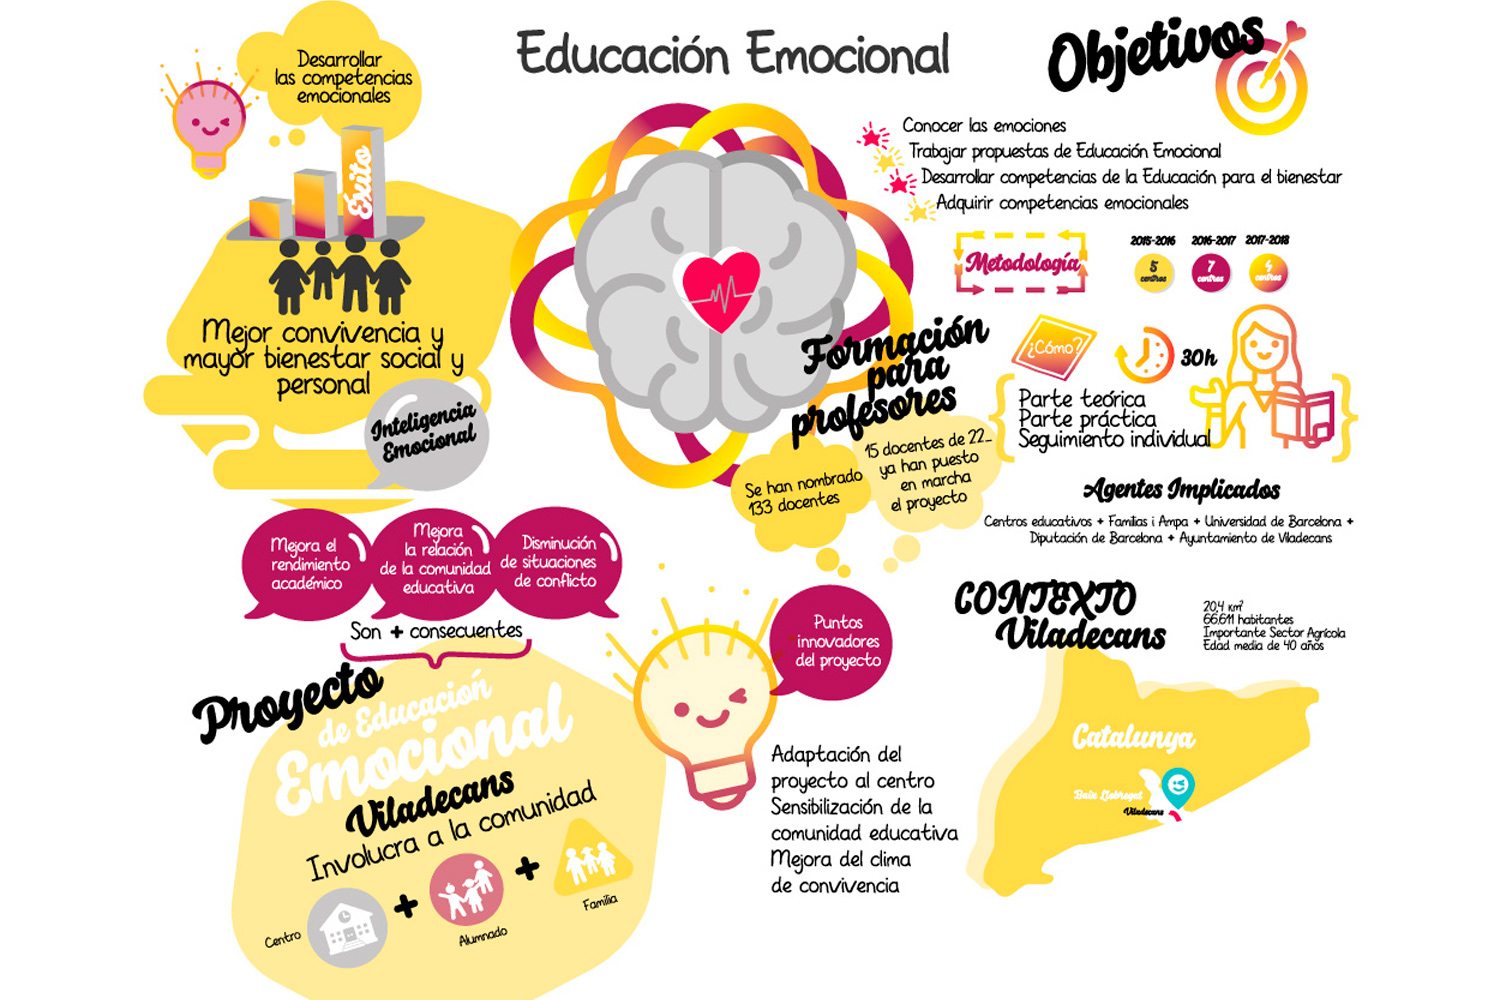 Educación Emocional
Desarrollar
las competencias
emocionales
Éxito
Mejor convivencia y
mayor bienestar social y
personal
Inteligencia
Emocional
Mejora el
rendimiento
académico
Mejora
la relación
de la comunidad
educativa
Disminución
de situaciones
de conflicto
Son + consecuentes
Proyecto
de Educación
Emocional
Viladecans
Involucra a la comunidad
Centro
+
Alumnado
+
Família
Objetivos
Conocer las emociones
Trabajar propuestas de Educación Emocional
Desarrollar competencias de la Educación para el bienestar
Adquirir competencias emocionales
Metodología
2015-2016
5
centros
2016-2017
7
centros
2017-2018
4
centros
Formación
para
profesores
¿Cómo?
30h
Parte teórica
Parte práctica
Seguimiento individual
Se han nombrado
133 docentes
15 docentes de 22_
ya han puesto
en marcha
el proyecto
Agentes Implicados
Centros educativos + Famílias i Ampa + Universidad de Barcelona +
Diputación de Barcelona + Ayuntamiento de Viladecans
Puntos
innovadores
del proyecto
Adaptación del
proyecto al centro
Sensibilización de la
comunidad educativa
Mejora del clima
de convivencia
CONTEXTO
Viladecans
20,4 km²
66.611 habitantes
Importante Sector Agrícola
Edad media de 40 años
Catalunya
Baix Llobregat
Viladecans